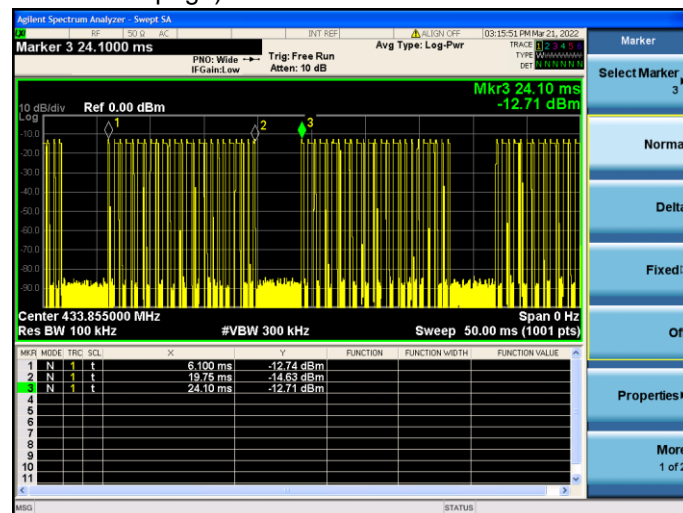 page)
Agilent Spectrum Analyzer - Swept SA
RF 50 Ω AC INT REF ALIGN OFF 03:15:51 PM Mar 21, 2022
Marker 3 24.1000 ms
PNO: Wide
IFGain:Low
Trig: Free Run
Atten: 10 dB
Avg Type: Log-Pwr
TRACE 1 2 3 4 5 6
TYPE WWWWWW
DET N N N N N N
Mkr3 24.10 ms
-12.71 dBm
10 dB/div Ref 0.00 dBm
Log
1
2
3
-10.0
-20.0
-30.0
-40.0
-50.0
-60.0
-70.0
-80.0
-90.0
Center 433.855000 MHz Span 0 Hz
Res BW 100 kHz #VBW 300 kHz Sweep 50.00 ms (1001 pts)
MKR MODE TRC SCL X Y FUNCTION FUNCTION WIDTH FUNCTION VALUE
1 N 1 t 6.100 ms -12.74 dBm
2 N 1 t 19.75 ms -14.63 dBm
3 N 1 t 24.10 ms -12.71 dBm
4
5
6
7
8
9
10
11
MSG STATUS
Marker
Select Marker
3
Norma
Delta
Fixed
Of
Properties
More
1 of 2